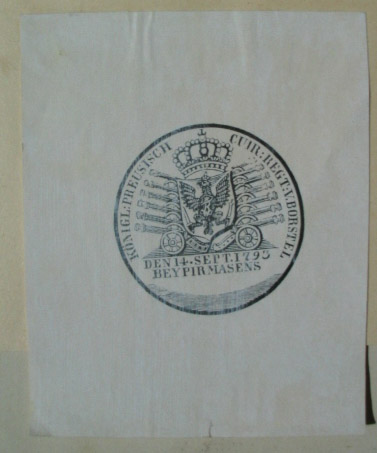 KÖNIGL: PREUSISCH CUIR: REGT: V. BORSTEL
DEN 14. SEPT. 1793
BEY PIRMASENS